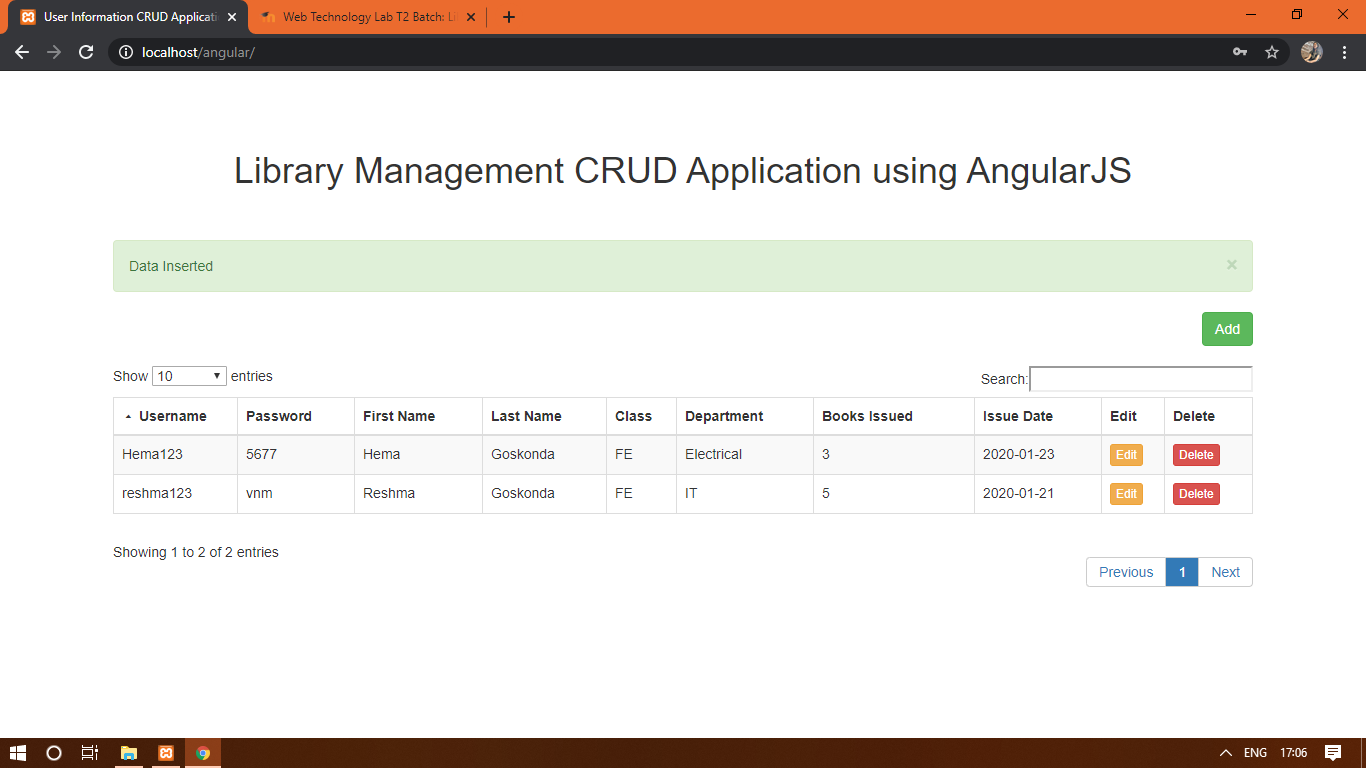 User Information CRUD Applicati
Web Technology Lab T2 Batch: Li
localhost/angular/
Library Management CRUD Application using AngularJS
Data Inserted ×
Add
Show 10 entries Search:
Username Password First Name Last Name Class Department Books Issued Issue Date Edit Delete
Hema123 5677 Hema Goskonda FE Electrical 3 2020-01-23 Edit Delete
reshma123 vnm Reshma Goskonda FE IT 5 2020-01-21 Edit Delete
Showing 1 to 2 of 2 entries
Previous 1 Next
ENG 17:06